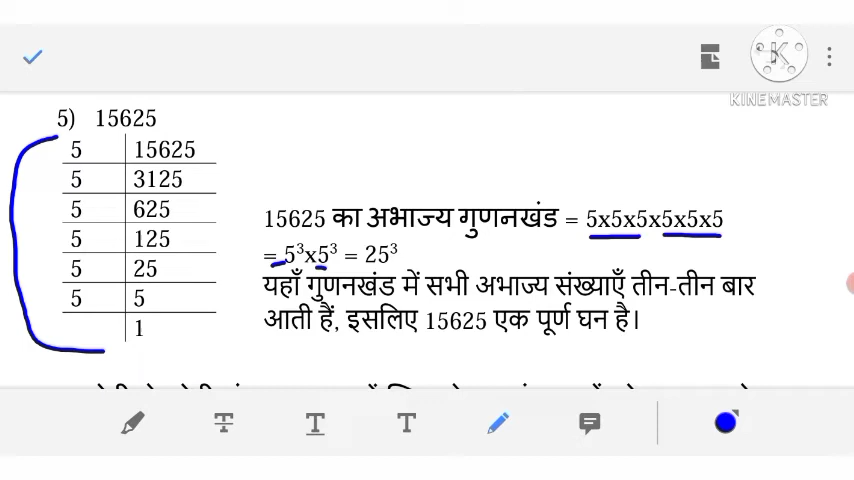 KINEMASTER
5) 15625
5 15625
5 3125
5 625
5 125
5 25
5 5
1
15625 का अभाज्य गुणनखंड = 5x5x5x5x5x5
= 5³x5³ = 25³
यहाँ गुणनखंड में सभी अभाज्य संख्याएँ तीन-तीन बार
आती हैं, इसलिए 15625 एक पूर्ण घन है।
T T T